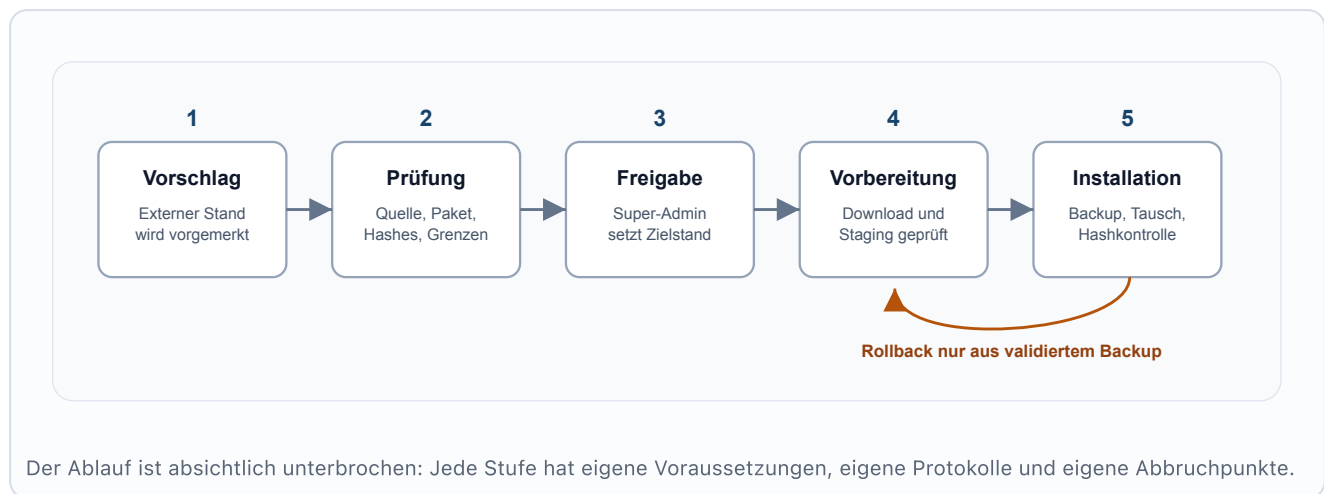 1
Vorschlag
Externer Stand
wird vorgemerkt
2
Prüfung
Quelle, Paket,
Hashes, Grenzen
3
Freigabe
Super-Admin
setzt Zielstand
4
Vorbereitung
Download und
Staging geprüft
5
Installation
Backup, Tausch,
Hashkontrolle
Rollback nur aus validiertem Backup
Der Ablauf ist absichtlich unterbrochen: Jede Stufe hat eigene Voraussetzungen, eigene Protokolle und eigene Abbruchpunkte.